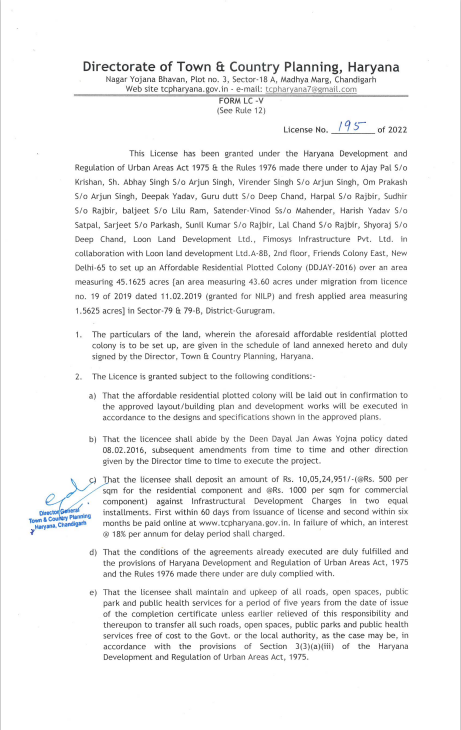 Directorate of Town & Country Planning, Haryana
Nagar Yojana Bhavan, Plot no. 3, Sector-18 A, Madhya Marg, Chandigarh
Web site tcpharyana.gov.in - e-mail: tcpharyana7@gmail.com
FORM LC -V
(See Rule 12)
License No. 195 of 2022
This License has been granted under the Haryana Development and
Regulation of Urban Areas Act 1975 & the Rules 1976 made there under to Ajay Pal S/o
Krishan, Sh. Abhay Singh S/o Arjun Singh, Virender Singh S/o Arjun Singh, Om Prakash
S/o Arjun Singh, Deepak Yadav, Guru dutt S/o Deep Chand, Harpal S/o Rajbir, Sudhir
S/o Rajbir, baljeet S/o Lilu Ram, Satender-Vinod Ss/o Mahender, Harish Yadav S/o
Satpal, Sarjeet S/o Parkash, Sunil Kumar S/o Rajbir, Lal Chand S/o Rajbir, Shyoraj S/o
Deep Chand, Loon Land Development Ltd., Fimosys Infrastructure Pvt. Ltd. in
collaboration with Loon land development Ltd.A-8B, 2nd floor, Friends Colony East, New
Delhi-65 to set up an Affordable Residential Plotted Colony (DDJAY-2016) over an area
measuring 45.1625 acres [an area measuring 43.60 acres under migration from licence
no. 19 of 2019 dated 11.02.2019 (granted for NILP) and fresh applied area measuring
1.5625 acres] in Sector-79 & 79-B, District-Gurugram.
1. The particulars of the land, wherein the aforesaid affordable residential plotted
colony is to be set up, are given in the schedule of land annexed hereto and duly
signed by the Director, Town & Country Planning, Haryana.
2. The Licence is granted subject to the following conditions:-
a) That the affordable residential plotted colony will be laid out in confirmation to
the approved layout/building plan and development works will be executed in
accordance to the designs and specifications shown in the approved plans.
b) That the licencee shall abide by the Deen Dayal Jan Awas Yojna policy dated
08.02.2016, subsequent amendments from time to time and other direction
given by the Director time to time to execute the project.
c) That the licensee shall deposit an amount of Rs. 10,05,24,951/-(@Rs. 500 per
sqm for the residential component and @Rs. 1000 per sqm for commercial
component) against Infrastructural Development Charges in two equal
installments. First within 60 days from issuance of license and second within six
months be paid online at www.tcpharyana.gov.in. In failure of which, an interest
@ 18% per annum for delay period shall charged.
Director General
Town & Country Planning
Haryana, Chandigarh
d) That the conditions of the agreements already executed are duly fulfilled and
the provisions of Haryana Development and Regulation of Urban Areas Act, 1975
and the Rules 1976 made there under are duly complied with.
e) That the licensee shall maintain and upkeep of all roads, open spaces, public
park and public health services for a period of five years from the date of issue
of the completion certificate unless earlier relieved of this responsibility and
thereupon to transfer all such roads, open spaces, public parks and public health
services free of cost to the Govt. or the local authority, as the case may be, in
accordance with the provisions of Section 3(3)(a)(iii) of the Haryana
Development and Regulation of Urban Areas Act, 1975.